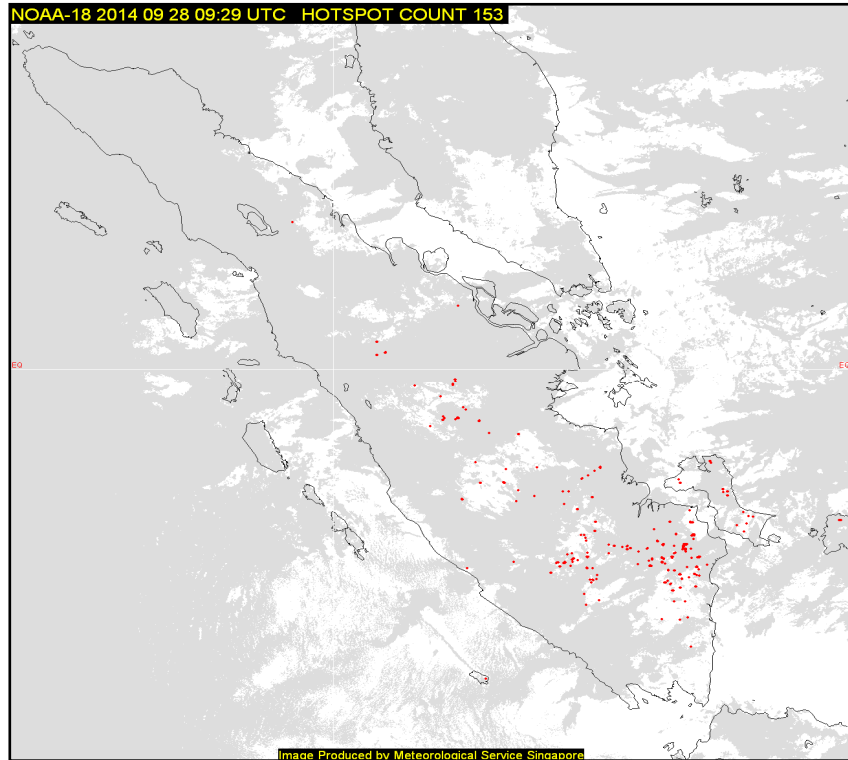 NOAA-18 2014 09 28 09:29 UTC HOTSPOT COUNT 153
EQ EQ
Image Produced by Meteorological Service Singapore